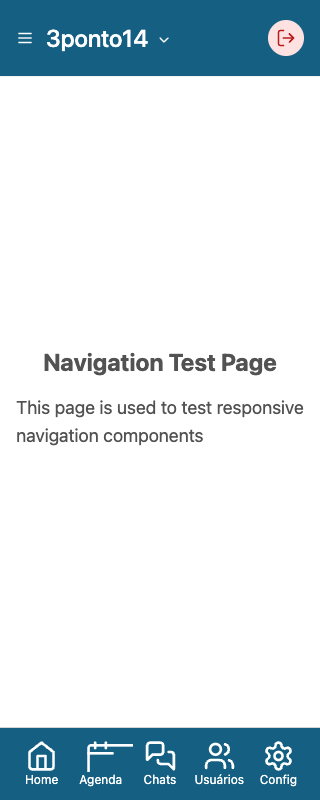 3ponto14
Navigation Test Page
This page is used to test responsive
navigation components
Home Agenda Chats Usuários Config